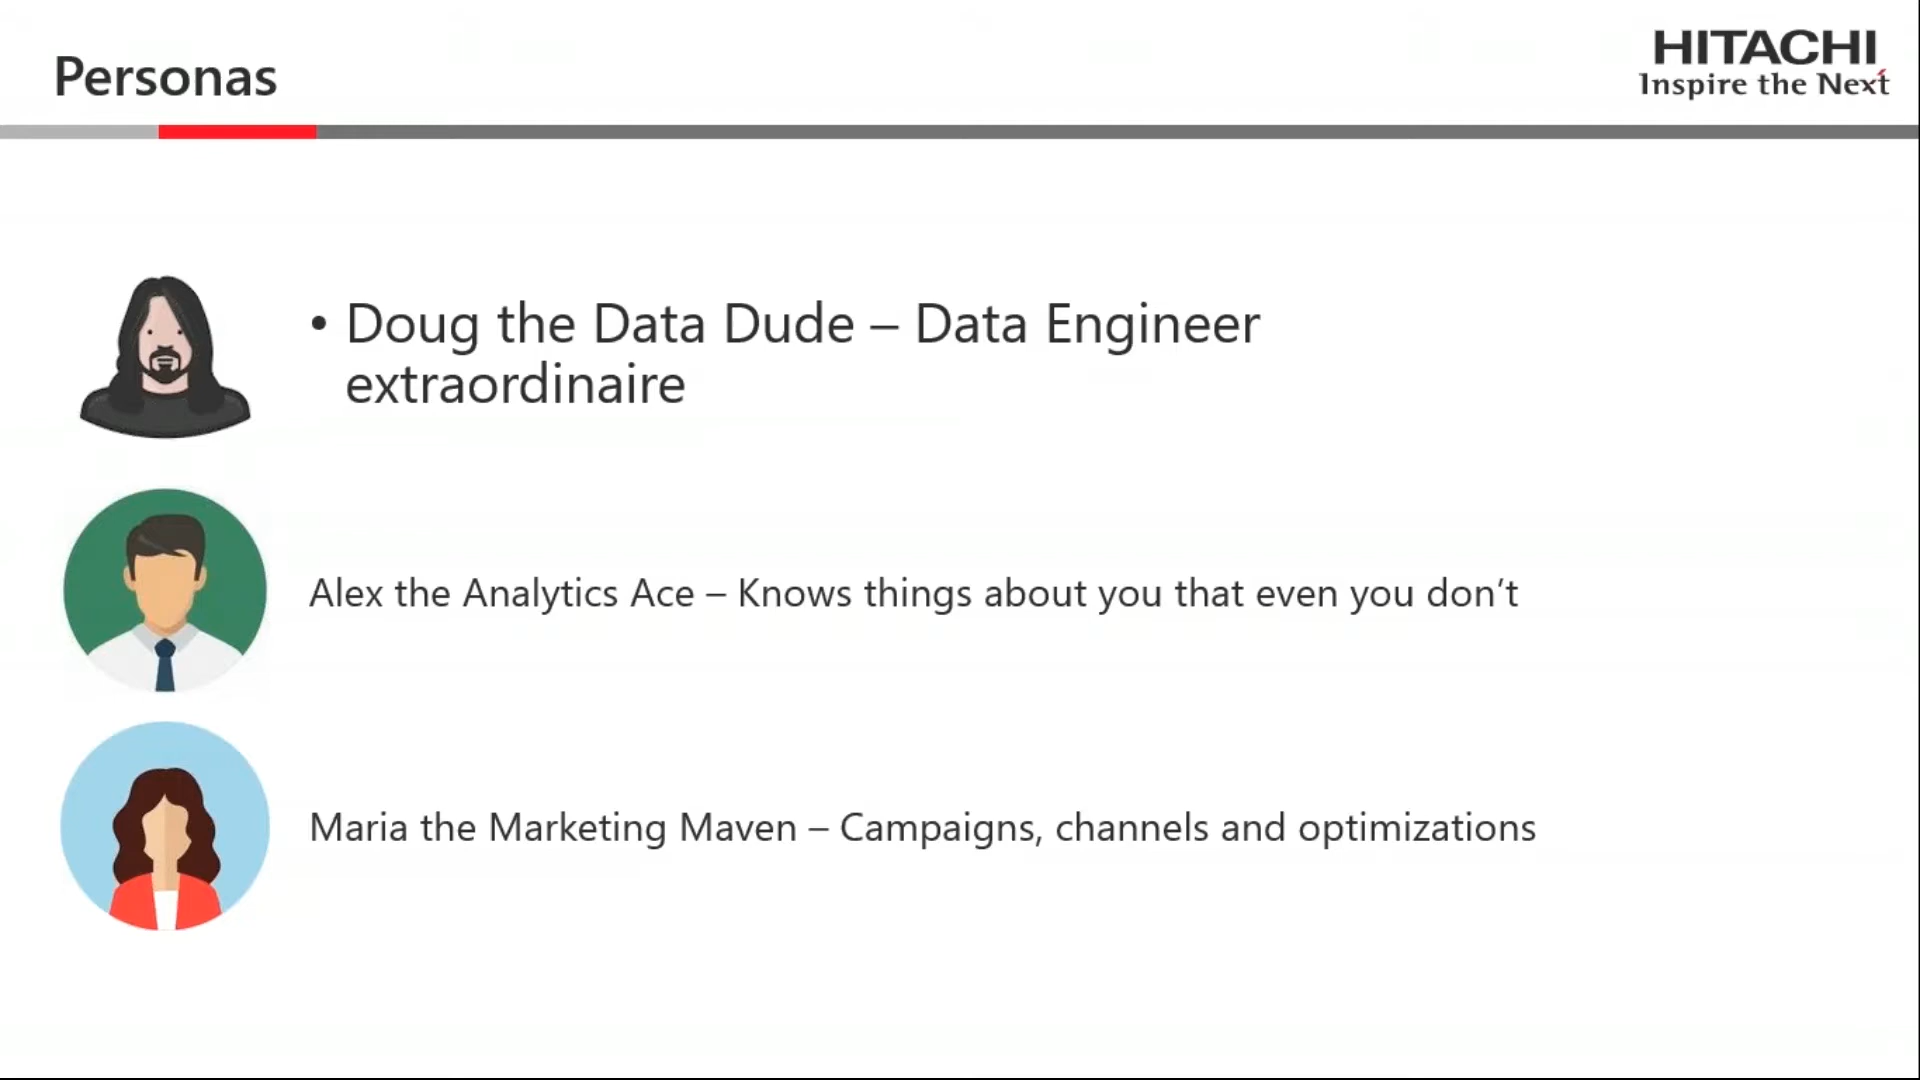 Personas
HITACHI
Inspire the Next
• Doug the Data Dude – Data Engineer
extraordinaire
Alex the Analytics Ace – Knows things about you that even you don’t
Maria the Marketing Maven – Campaigns, channels and optimizations